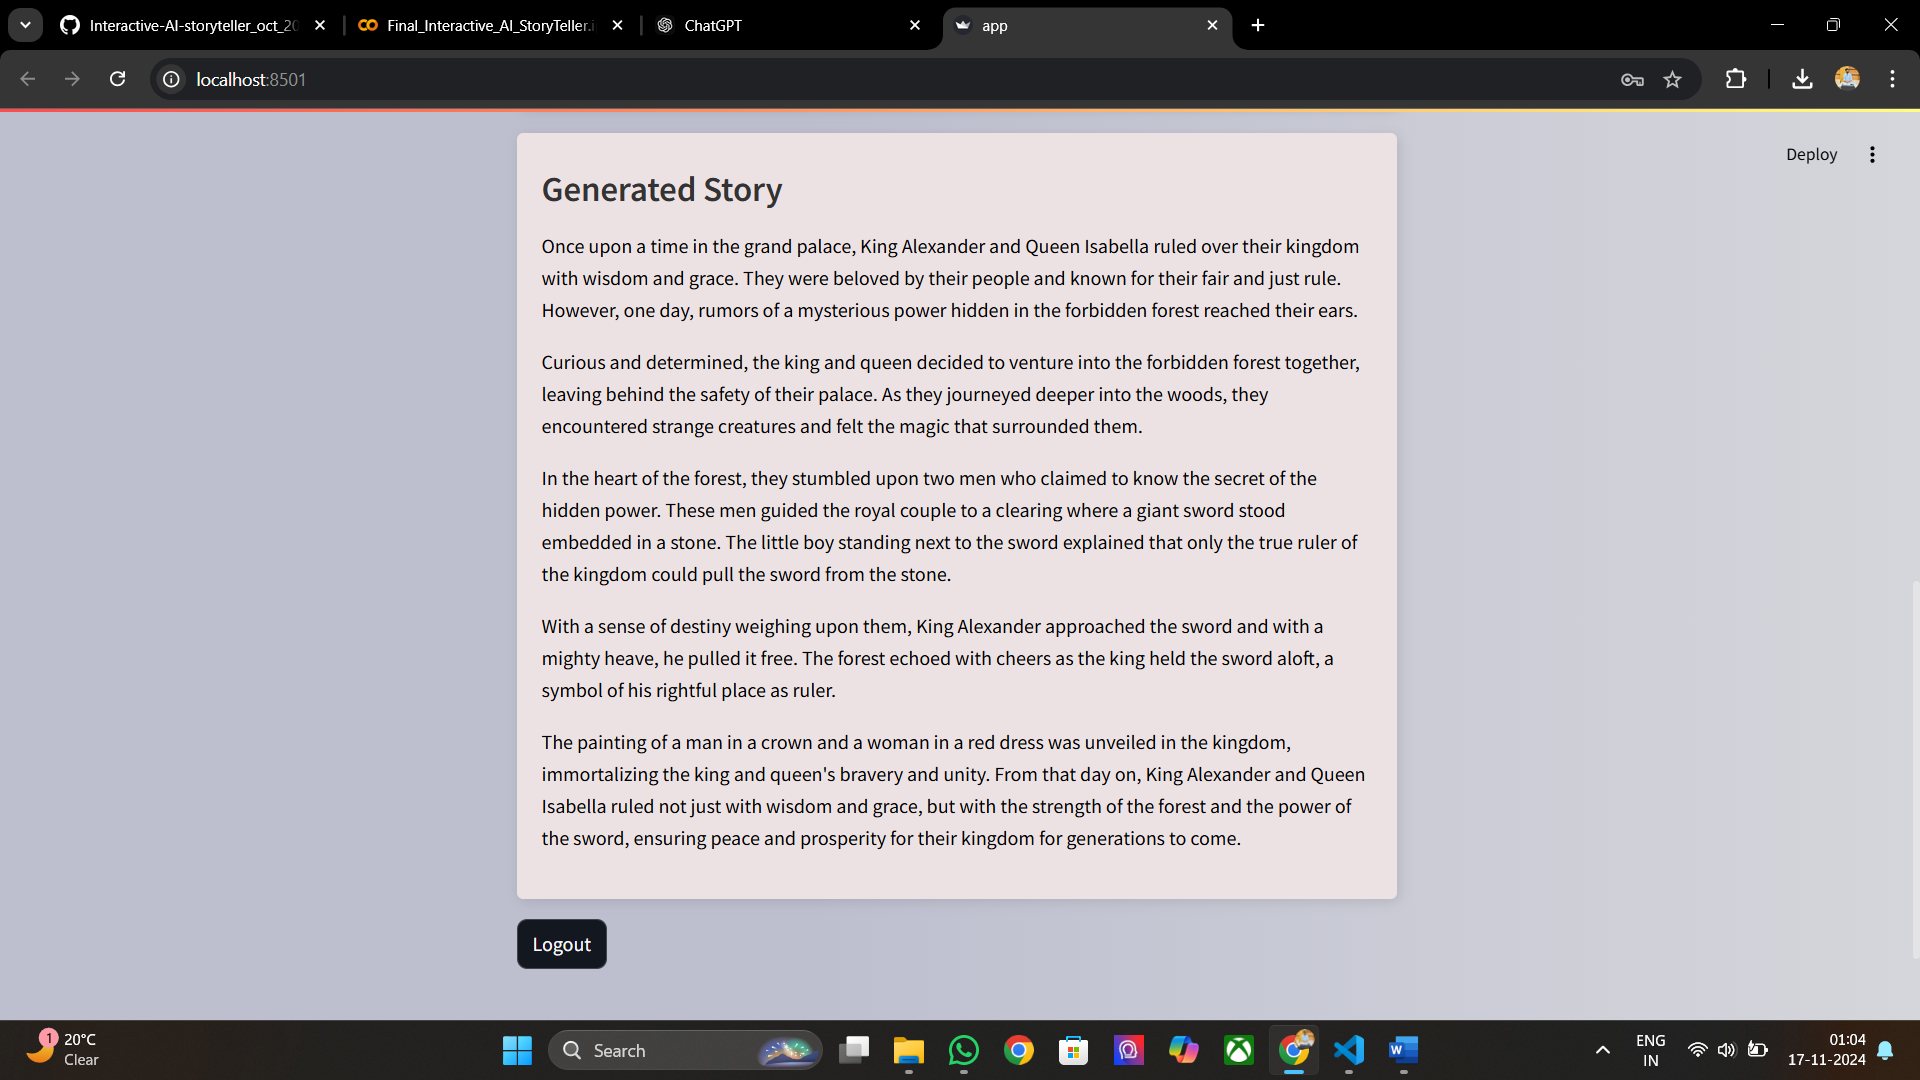 Interactive-AI-storyteller_oct_20
Final_Interactive_AI_StoryTeller.i
ChatGPT
app
localhost:8501
Deploy
Generated Story
Once upon a time in the grand palace, King Alexander and Queen Isabella ruled over their kingdom
with wisdom and grace. They were beloved by their people and known for their fair and just rule.
However, one day, rumors of a mysterious power hidden in the forbidden forest reached their ears.
Curious and determined, the king and queen decided to venture into the forbidden forest together,
leaving behind the safety of their palace. As they journeyed deeper into the woods, they
encountered strange creatures and felt the magic that surrounded them.
In the heart of the forest, they stumbled upon two men who claimed to know the secret of the
hidden power. These men guided the royal couple to a clearing where a giant sword stood
embedded in a stone. The little boy standing next to the sword explained that only the true ruler of
the kingdom could pull the sword from the stone.
With a sense of destiny weighing upon them, King Alexander approached the sword and with a
mighty heave, he pulled it free. The forest echoed with cheers as the king held the sword aloft, a
symbol of his rightful place as ruler.
The painting of a man in a crown and a woman in a red dress was unveiled in the kingdom,
immortalizing the king and queen's bravery and unity. From that day on, King Alexander and Queen
Isabella ruled not just with wisdom and grace, but with the strength of the forest and the power of
the sword, ensuring peace and prosperity for their kingdom for generations to come.
Logout
1
20°C
Clear
Search
W
ENG
IN
01:04
17-11-2024